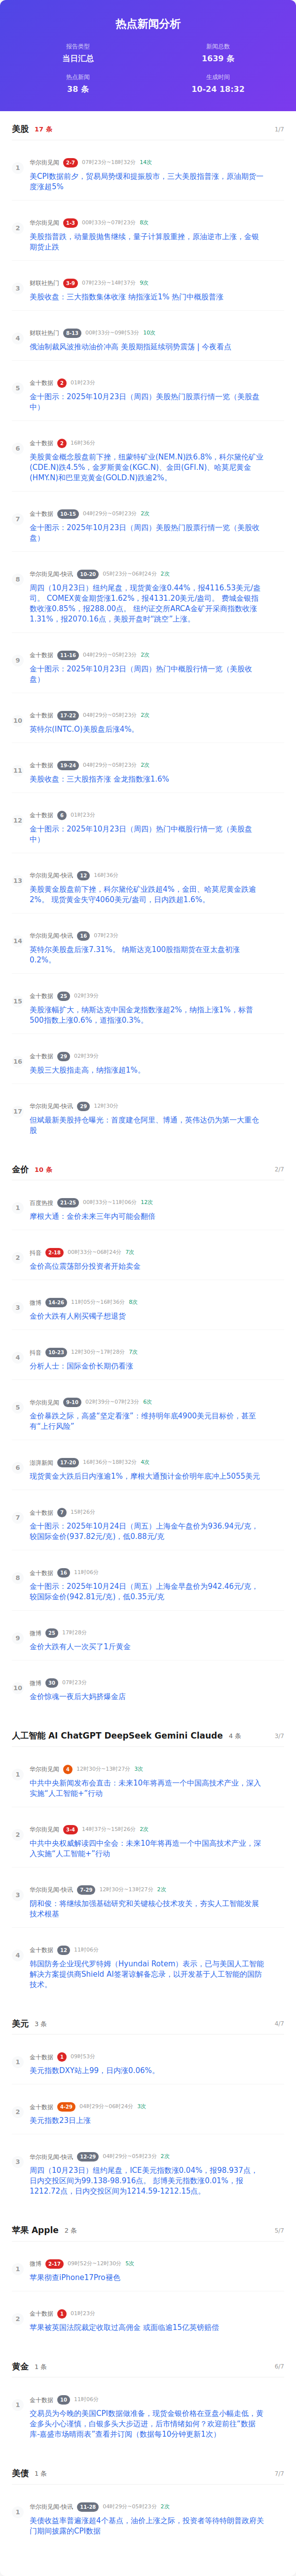 热点新闻分析
报告类型
新闻总数
当日汇总
1639 条
热点新闻
生成时间
38 条
10-24 18:32
美股 17 条 1/7
1
华尔街见闻 2-7 07时23分~18时32分 14次
美CPI数据前夕，贸易局势缓和提振股市，三大美股指普涨，原油期货一
度涨超5%
2
华尔街见闻 1-3 00时33分~07时23分 8次
美股指普跌，动量股抛售继续，量子计算股重挫，原油逆市上涨，金银
期货止跌
3
财联社热门 3-9 07时23分~14时37分 9次
美股收盘：三大指数集体收涨 纳指涨近1% 热门中概股普涨
4
财联社热门 8-13 00时33分~09时53分 10次
俄油制裁风波推动油价冲高 美股期指延续弱势震荡 | 今夜看点
5
金十数据 2 01时23分
金十图示：2025年10月23日（周四）美股热门股票行情一览（美股盘
中）
6
金十数据 2 16时36分
美股黄金概念股盘前下挫，纽蒙特矿业(NEM.N)跌6.8%，科尔黛伦矿业
(CDE.N)跌4.5%，金罗斯黄金(KGC.N)、金田(GFI.N)、哈莫尼黄金
(HMY.N)和巴里克黄金(GOLD.N)跌逾2%。
7
金十数据 10-15 04时29分~05时23分 2次
金十图示：2025年10月23日（周四）美股热门股票行情一览（美股收
盘）
8
华尔街见闻-快讯 10-20 05时23分~06时24分 2次
周四（10月23日）纽约尾盘，现货黄金涨0.44%，报4116.53美元/盎
司。 COMEX黄金期货涨1.62%，报4131.20美元/盎司。 费城金银指
数收涨0.85%，报288.00点。 纽约证交所ARCA金矿开采商指数收涨
1.31%，报2070.16点，美股开盘时“跳空”上涨。
9
金十数据 11-16 04时29分~05时23分 2次
金十图示：2025年10月23日（周四）热门中概股行情一览（美股收
盘）
10
金十数据 17-22 04时29分~05时23分 2次
英特尔(INTC.O)美股盘后涨4%。
11
金十数据 19-24 04时29分~05时23分 2次
美股收盘：三大股指齐涨 金龙指数涨1.6%
12
金十数据 6 01时23分
金十图示：2025年10月23日（周四）热门中概股行情一览（美股盘
中）
13
华尔街见闻-快讯 12 16时36分
美股黄金股盘前下挫，科尔黛伦矿业跌超4%，金田、哈莫尼黄金跌逾
2%。 现货黄金失守4060美元/盎司，日内跌超1.6%。
14
华尔街见闻-快讯 16 07时23分
英特尔美股盘后涨7.31%。 纳斯达克100股指期货在亚太盘初涨
0.2%。
15
金十数据 25 02时39分
美股涨幅扩大，纳斯达克中国金龙指数涨超2%，纳指上涨1%，标普
500指数上涨0.6%，道指涨0.3%。
16
金十数据 29 02时39分
美股三大股指走高，纳指涨超1%。
17
华尔街见闻-快讯 29 12时30分
但斌最新美股持仓曝光：首度建仓阿里、博通，英伟达仍为第一大重仓
股
金价 10 条 2/7
1
百度热搜 21-25 00时33分~11时06分 12次
摩根大通：金价未来三年内可能会翻倍
2
抖音 2-18 00时33分~06时24分 7次
金价高位震荡部分投资者开始卖金
3
微博 14-26 11时05分~16时36分 8次
金价大跌有人刚买镯子想退货
4
抖音 10-23 12时30分~17时28分 7次
分析人士：国际金价长期仍看涨
5
华尔街见闻 9-10 02时39分~07时23分 6次
金价暴跌之际，高盛“坚定看涨”：维持明年底4900美元目标价，甚至
有“上行风险”
6
澎湃新闻 17-20 16时36分~18时32分 4次
现货黄金大跌后日内涨逾1%，摩根大通预计金价明年底冲上5055美元
7
金十数据 7 15时26分
金十图示：2025年10月24日（周五）上海金午盘价为936.94元/克，
较国际金价(937.82元/克)，低0.88元/克
8
金十数据 16 11时06分
金十图示：2025年10月24日（周五）上海金早盘价为942.46元/克，
较国际金价(942.81元/克)，低0.35元/克
9
微博 25 17时28分
金价大跌有人一次买了1斤黄金
10
微博 30 07时23分
金价惊魂一夜后大妈挤爆金店
人工智能 AI ChatGPT DeepSeek Gemini Claude 4 条 3/7
1
华尔街见闻 4 12时30分~13时27分 3次
中共中央新闻发布会直击：未来10年将再造一个中国高技术产业，深入
实施“人工智能+”行动
2
华尔街见闻 3-4 14时37分~15时26分 2次
中共中央权威解读四中全会：未来10年将再造一个中国高技术产业，深
入实施“人工智能+”行动
3
华尔街见闻-快讯 7-29 12时30分~13时27分 2次
阴和俊：将继续加强基础研究和关键核心技术攻关，夯实人工智能发展
技术根基
4
金十数据 12 11时06分
韩国防务企业现代罗特姆（Hyundai Rotem）表示，已与美国人工智能
解决方案提供商Shield AI签署谅解备忘录，以开发基于人工智能的国防
技术。
美元 3 条 4/7
1
金十数据 1 09时53分
美元指数DXY站上99，日内涨0.06%。
2
金十数据 4-29 04时29分~06时24分 3次
美元指数23日上涨
3
华尔街见闻-快讯 12-29 04时29分~05时23分 2次
周四（10月23日）纽约尾盘，ICE美元指数涨0.04%，报98.937点，
日内交投区间为99.138-98.916点。 彭博美元指数涨0.01%，报
1212.72点，日内交投区间为1214.59-1212.15点。
苹果 Apple 2 条 5/7
1
微博 2-17 09时52分~12时30分 5次
苹果彻查iPhone17Pro褪色
2
金十数据 1 01时23分
苹果被英国法院裁定收取过高佣金 或面临逾15亿英镑赔偿
黄金 1 条 6/7
1
金十数据 10 11时06分
交易员为今晚的美国CPI数据做准备，现货金银价格在亚盘小幅走低，黄
金多头小心谨慎，白银多头大步迈进，后市情绪如何？欢迎前往“数据
库-嘉盛市场晴雨表”查看并订阅（数据每10分钟更新1次）
美债 1 条 7/7
1
华尔街见闻-快讯 11-28 04时29分~05时23分 2次
美债收益率普遍涨超4个基点，油价上涨之际，投资者等待特朗普政府关
门期间披露的CPI数据